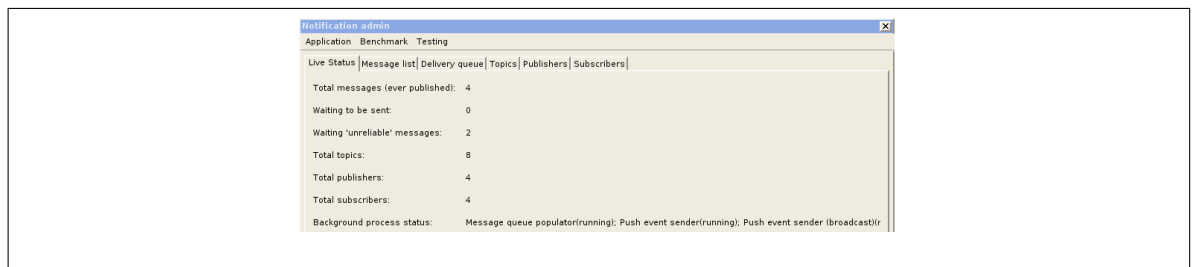 Notification admin
Application Benchmark Testing
Live Status Message list Delivery queue Topics Publishers Subscribers
Total messages (ever published): 4
Waiting to be sent: 0
Waiting 'unreliable' messages: 2
Total topics: 8
Total publishers: 4
Total subscribers: 4
Background process status: Message queue populator(running); Push event sender(running); Push event sender (broadcast)(r